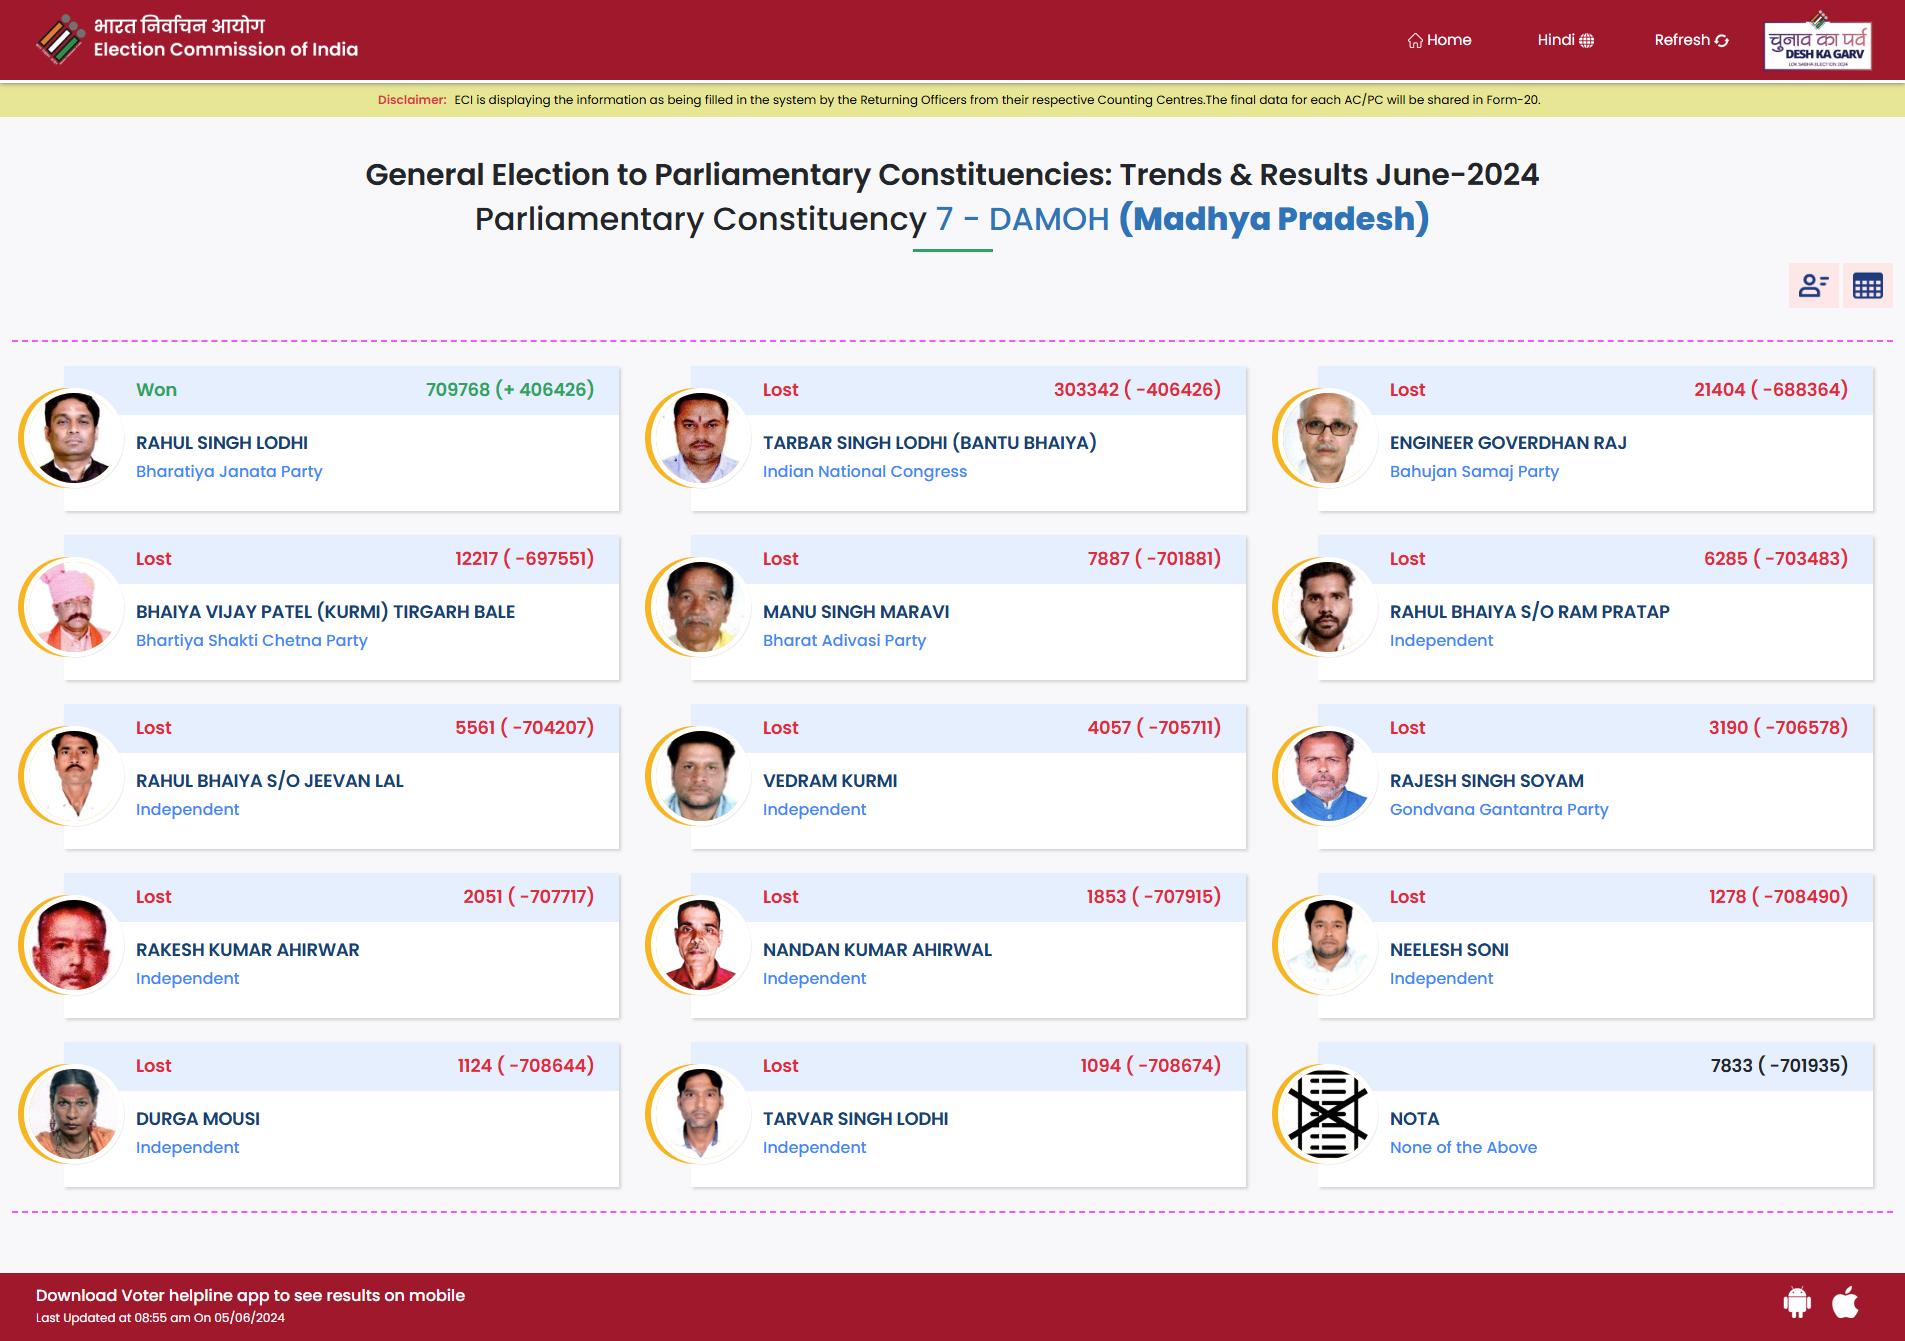 भारत निर्वाचन आयोग
Election Commission of India
Home
Hindi
Refresh
चुनाव का पर्व
DESH KA GARV
LOK SABHA ELECTION 2024
Disclaimer: ECI is displaying the information as being filled in the system by the Returning Officers from their respective Counting Centres.The final data for each AC/PC will be shared in Form-20.
General Election to Parliamentary Constituencies: Trends & Results June-2024
Parliamentary Constituency 7 - DAMOH (Madhya Pradesh)
Won 709768 (+ 406426)
RAHUL SINGH LODHI
Bharatiya Janata Party
Lost 303342 ( -406426)
TARBAR SINGH LODHI (BANTU BHAIYA)
Indian National Congress
Lost 21404 ( -688364)
ENGINEER GOVERDHAN RAJ
Bahujan Samaj Party
Lost 12217 ( -697551)
BHAIYA VIJAY PATEL (KURMI) TIRGARH BALE
Bhartiya Shakti Chetna Party
Lost 7887 ( -701881)
MANU SINGH MARAVI
Bharat Adivasi Party
Lost 6285 ( -703483)
RAHUL BHAIYA S/O RAM PRATAP
Independent
Lost 5561 ( -704207)
RAHUL BHAIYA S/O JEEVAN LAL
Independent
Lost 4057 ( -705711)
VEDRAM KURMI
Independent
Lost 3190 ( -706578)
RAJESH SINGH SOYAM
Gondvana Gantantra Party
Lost 2051 ( -707717)
RAKESH KUMAR AHIRWAR
Independent
Lost 1853 ( -707915)
NANDAN KUMAR AHIRWAL
Independent
Lost 1278 ( -708490)
NEELESH SONI
Independent
Lost 1124 ( -708644)
DURGA MOUSI
Independent
Lost 1094 ( -708674)
TARVAR SINGH LODHI
Independent
7833 ( -701935)
NOTA
None of the Above
Download Voter helpline app to see results on mobile
Last Updated at 08:55 am On 05/06/2024